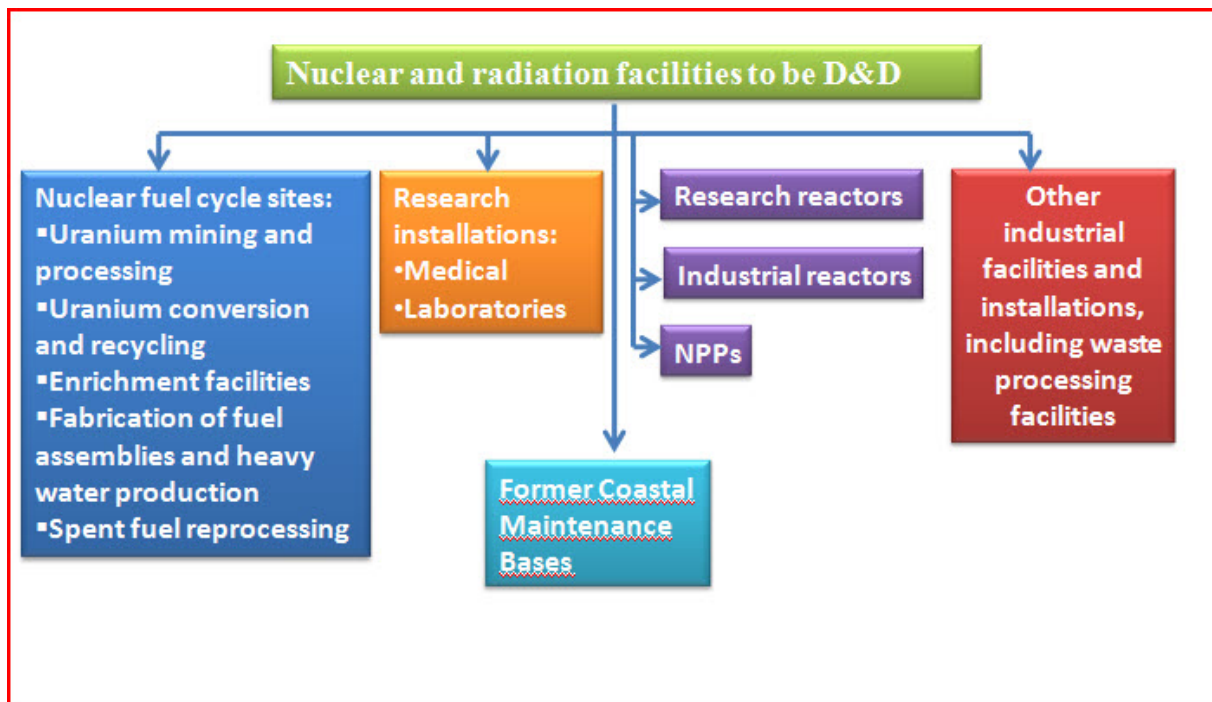 Nuclear and radiation facilities to be D&D
Nuclear fuel cycle sites:
▪Uranium mining and
processing
▪Uranium conversion
and recycling
▪Enrichment facilities
▪Fabrication of fuel
assemblies and heavy
water production
▪Spent fuel reprocessing
Research
installations:
•Medical
•Laboratories
Research reactors
Industrial reactors
NPPs
Other
industrial
facilities and
installations,
including waste
processing
facilities
Former Coastal
Maintenance
Bases